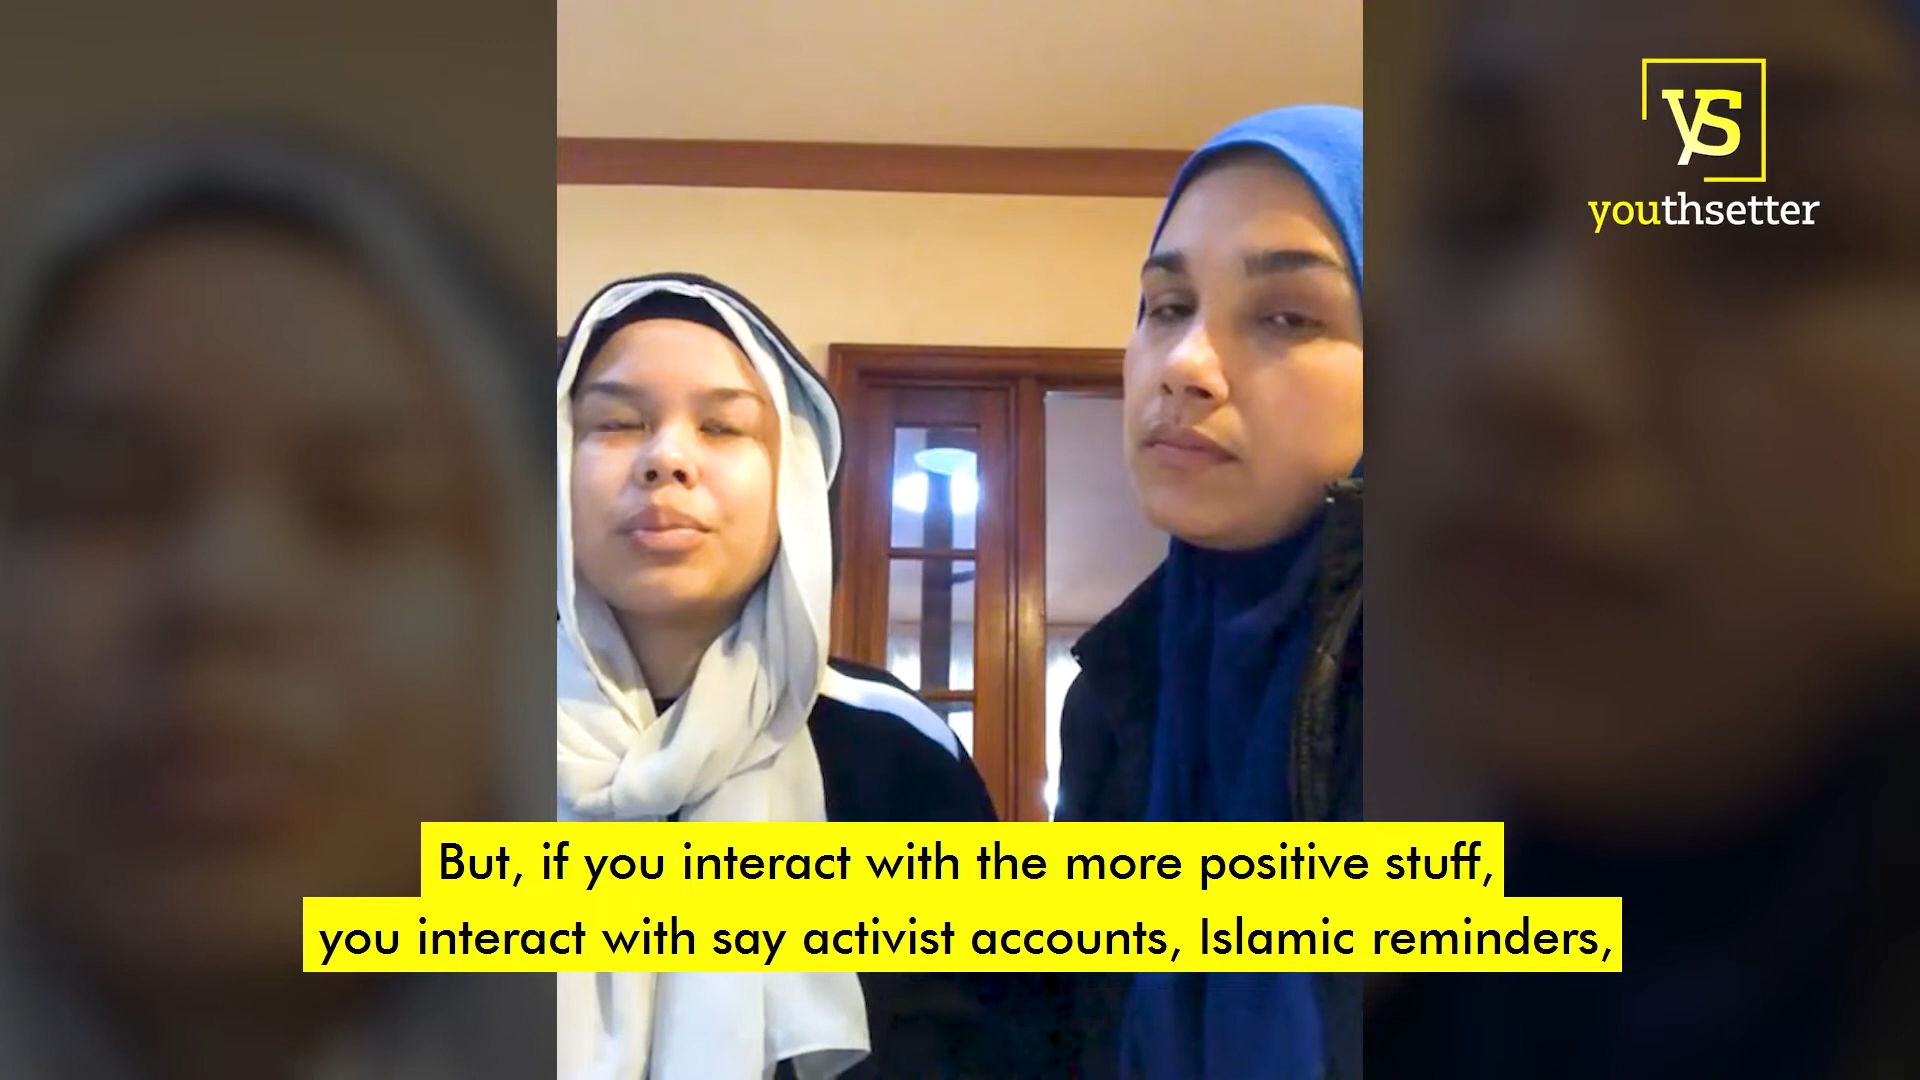 YS
youthsetter
But, if you interact with the more positive stuff,
you interact with say activist accounts, Islamic reminders,